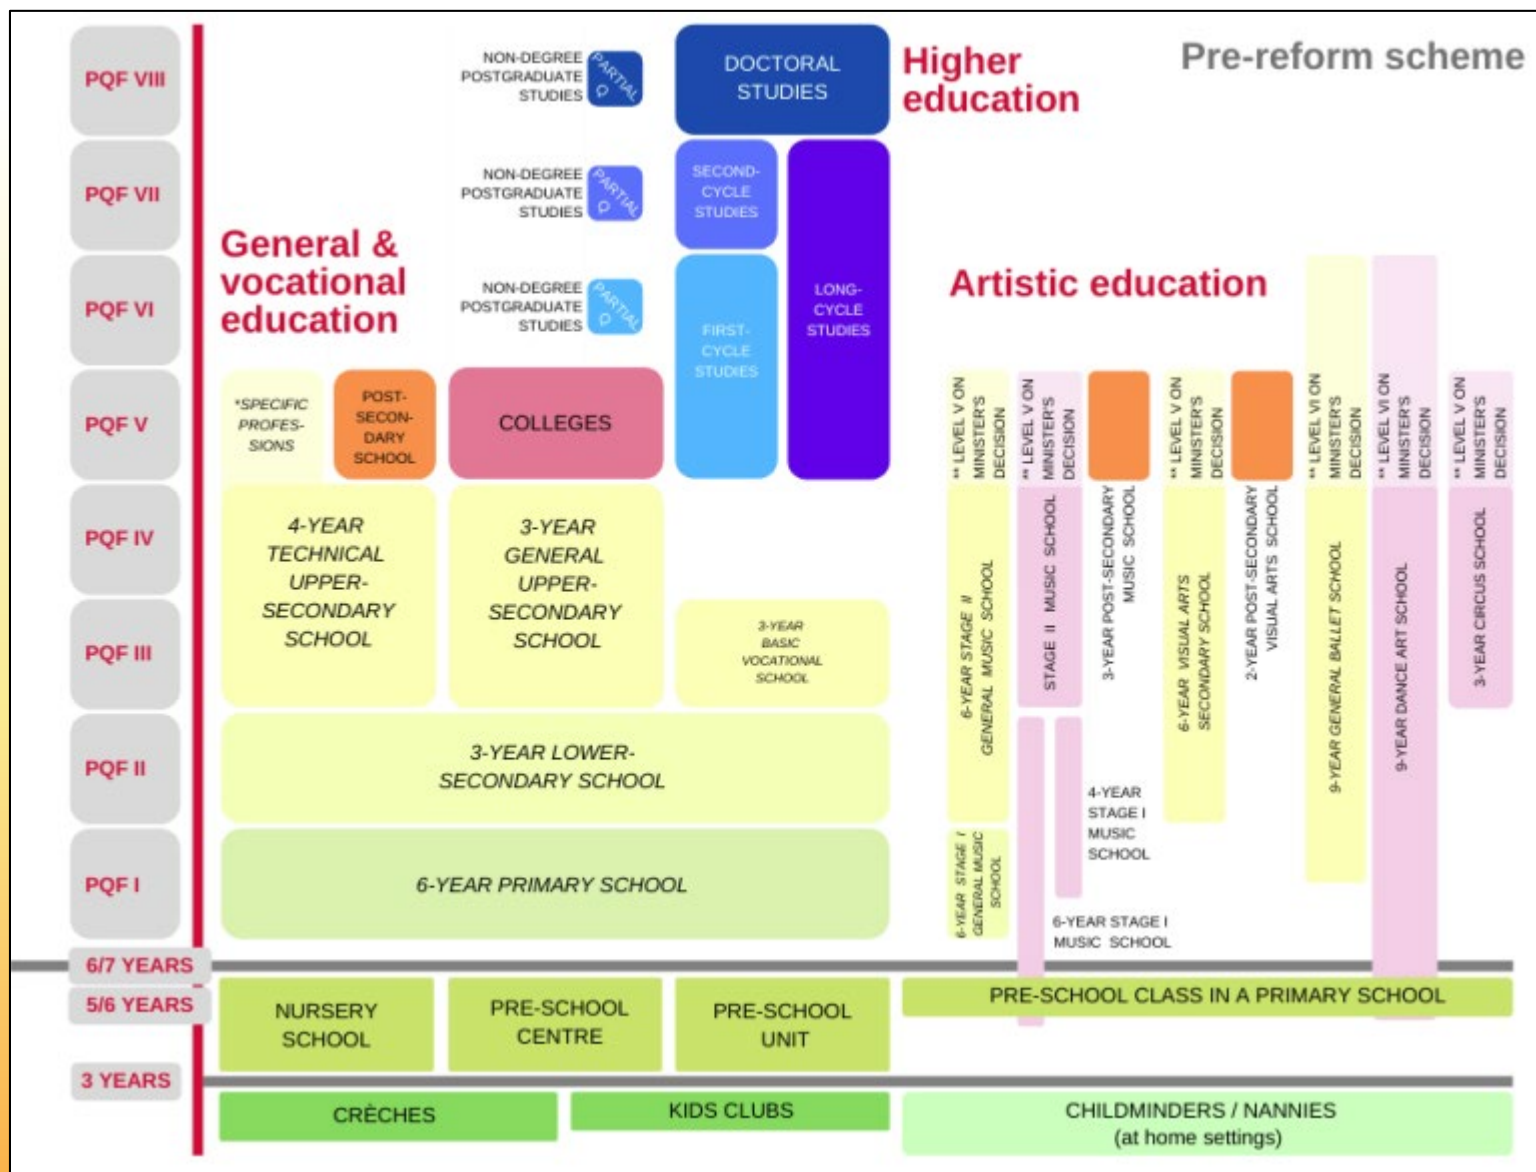 Pre-reform scheme
Higher
education
General &
vocational
education
Artistic education
PQF VIII
PQF VII
PQF VI
PQF V
PQF IV
PQF III
PQF II
PQF I
6/7 YEARS
5/6 YEARS
3 YEARS
NON-DEGREE
POSTGRADUATE
STUDIES
PARTIAL
Q
DOCTORAL
STUDIES
NON-DEGREE
POSTGRADUATE
STUDIES
PARTIAL
Q
SECOND-
CYCLE
STUDIES
LONG-
CYCLE
STUDIES
NON-DEGREE
POSTGRADUATE
STUDIES
PARTIAL
Q
FIRST-
CYCLE
STUDIES
*SPECIFIC
PROFES-
SIONS
POST-
SECON-
DARY
SCHOOL
COLLEGES
4-YEAR
TECHNICAL
UPPER-
SECONDARY
SCHOOL
3-YEAR
GENERAL
UPPER-
SECONDARY
SCHOOL
3-YEAR
BASIC
VOCATIONAL
SCHOOL
3-YEAR LOWER-
SECONDARY SCHOOL
6-YEAR PRIMARY SCHOOL
** LEVEL V ON
MINISTER'S
DECISION
6-YEAR STAGE II
GENERAL MUSIC SCHOOL
6-YEAR STAGE I
GENERAL MUSIC
SCHOOL
** LEVEL V ON
MINISTER'S
DECISION
STAGE II MUSIC SCHOOL
4-YEAR
STAGE I
MUSIC
SCHOOL
6-YEAR STAGE I
MUSIC SCHOOL
3-YEAR POST-SECONDARY
MUSIC SCHOOL
** LEVEL V ON
MINISTER'S
DECISION
6-YEAR VISUAL ARTS
SECONDARY SCHOOL
2-YEAR POST-SECONDARY
VISUAL ARTS SCHOOL
** LEVEL VI ON
MINISTER'S
DECISION
9-YEAR GENERAL BALLET SCHOOL
** LEVEL VI ON
MINISTER'S
DECISION
9-YEAR DANCE ART SCHOOL
** LEVEL V ON
MINISTER'S
DECISION
3-YEAR CIRCUS SCHOOL
NURSERY
SCHOOL
PRE-SCHOOL
CENTRE
PRE-SCHOOL
UNIT
PRE-SCHOOL CLASS IN A PRIMARY SCHOOL
CRÈCHES
KIDS CLUBS
CHILDMINDERS / NANNIES
(at home settings)